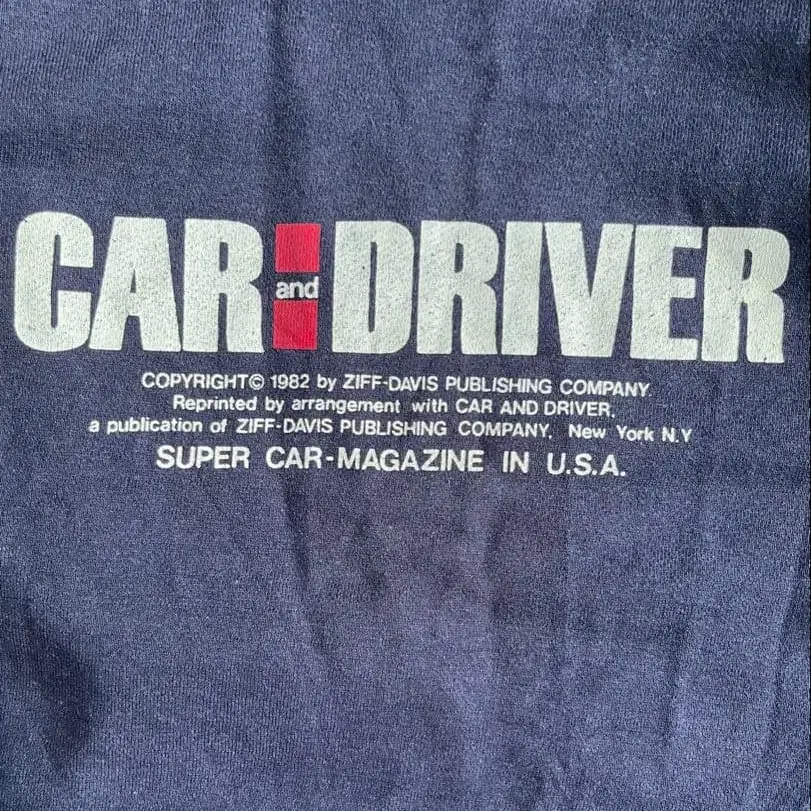 CAR and DRIVER
COPYRIGHT© 1982 by ZIFF-DAVIS PUBLISHING COMPANY
Reprinted by arrangement with CAR AND DRIVER,
a publication of ZIFF-DAVIS PUBLISHING COMPANY, New York N.Y
SUPER CAR-MAGAZINE IN U.S.A.